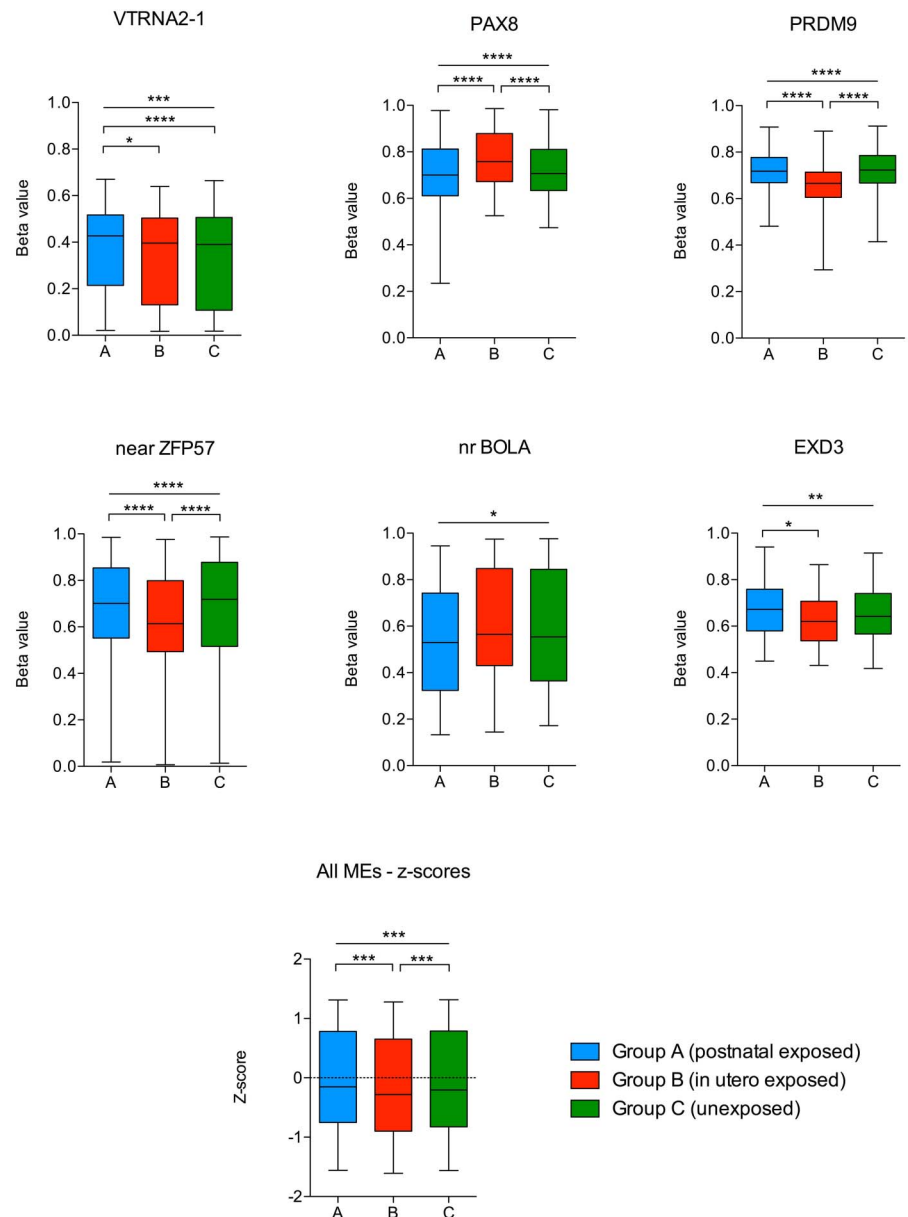 VTRNA2-1
PAX8
PRDM9
***
****
*
Beta value
1.0
0.8
0.6
0.4
0.2
0.0
A B C
****
**** ****
Beta value
1.0
0.8
0.6
0.4
0.2
0.0
A B C
****
**** ****
Beta value
1.0
0.8
0.6
0.4
0.2
0.0
A B C
near ZFP57
nr BOLA
EXD3
****
**** ****
Beta value
1.0
0.8
0.6
0.4
0.2
0.0
A B C
*
Beta value
1.0
0.8
0.6
0.4
0.2
0.0
A B C
**
*
Beta value
1.0
0.8
0.6
0.4
0.2
0.0
A B C
All MEs - z-scores
***
*** ***
Z-score
2
1
0
-1
-2
A B C
Group A (postnatal exposed)
Group B (in utero exposed)
Group C (unexposed)